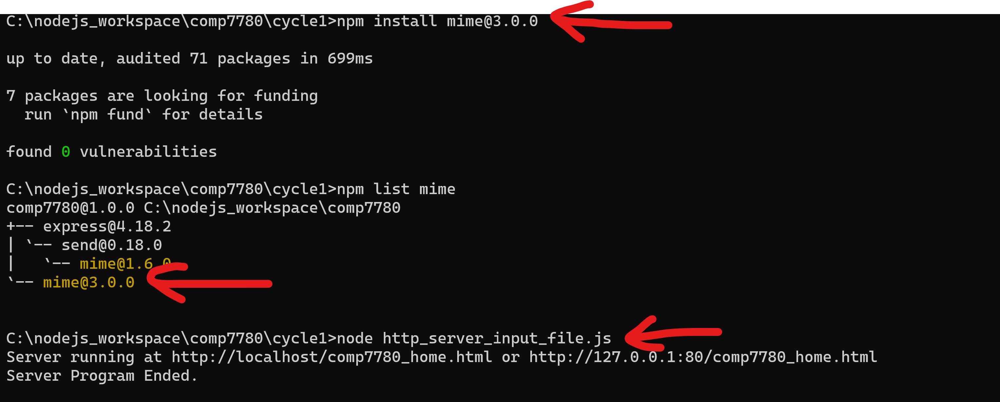 C:\nodejs_workspace\comp7780\cycle1>npm install mime@3.0.0
up to date, audited 71 packages in 699ms
7 packages are looking for funding
  run `npm fund` for details
found 0 vulnerabilities
C:\nodejs_workspace\comp7780\cycle1>npm list mime
comp7780@1.0.0 C:\nodejs_workspace\comp7780
+-- express@4.18.2
| `-- send@0.18.0
|   `-- mime@1.6.0
`-- mime@3.0.0
C:\nodejs_workspace\comp7780\cycle1>node http_server_input_file.js
Server running at http://localhost/comp7780_home.html or http://127.0.0.1:80/comp7780_home.html
Server Program Ended.